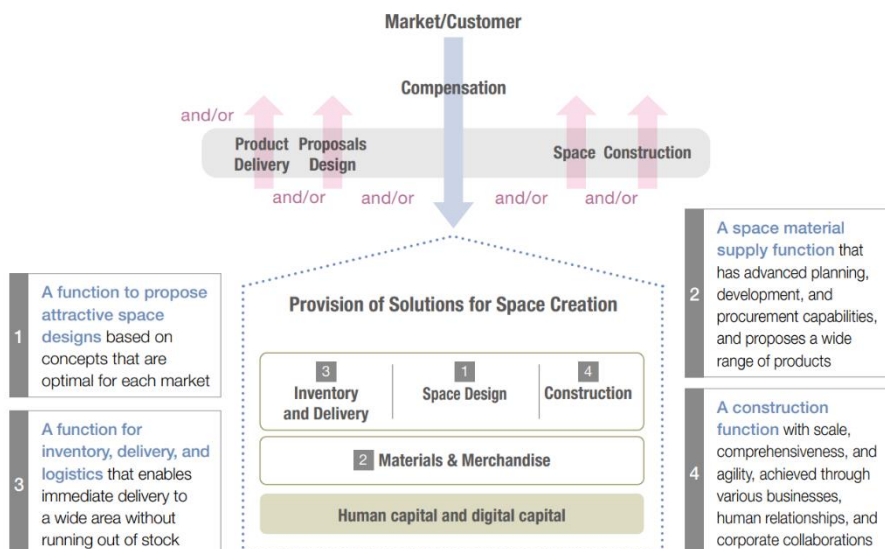 Market/Customer
Compensation
and/or
Product Delivery
Proposals Design
Space
Construction
and/or
and/or
and/or
and/or
1
A function to propose
attractive space
designs based on
concepts that are
optimal for each market
3
A function for
inventory, delivery, and
logistics that enables
immediate delivery to
a wide area without
running out of stock
Provision of Solutions for Space Creation
3
Inventory
and Delivery
1
Space Design
4
Construction
2 Materials & Merchandise
Human capital and digital capital
2
A space material
supply function that
has advanced planning,
development, and
procurement capabilities,
and proposes a wide
range of products
4
A construction
function with scale,
comprehensiveness, and
agility, achieved through
various businesses,
human relationships, and
corporate collaborations